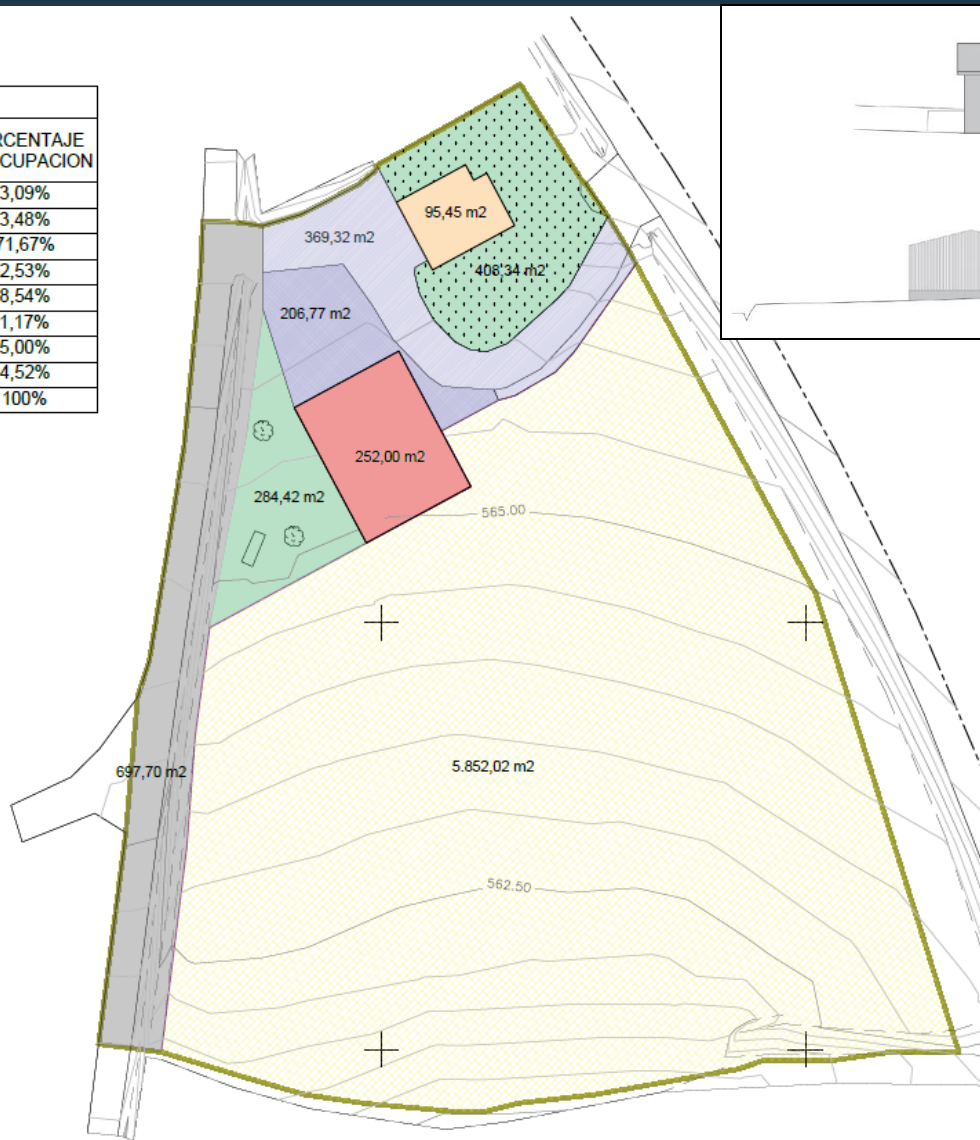 RCENTAJE
CUPACION
3,09%
3,48%
71,67%
2,53%
8,54%
1,17%
5,00%
4,52%
100%
95,45 m2
369,32 m2
408,34 m2
206,77 m2
252,00 m2
284,42 m2
565.00
697,70 m2
5.852,02 m2
562.50